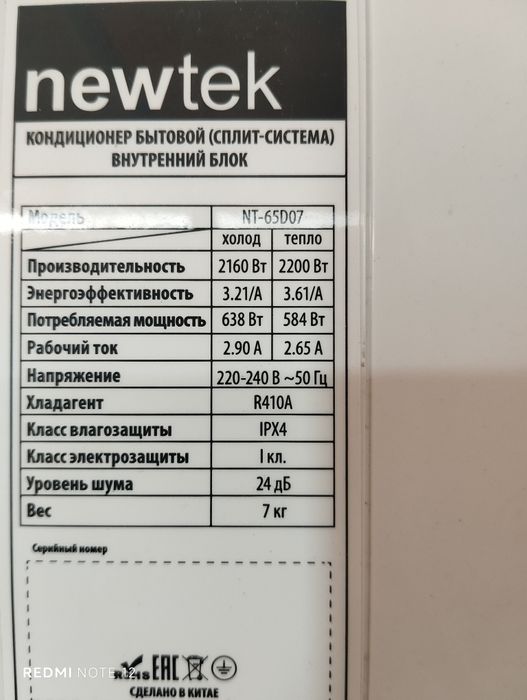 newtek
КОНДИЦИОНЕР БЫТОВОЙ (СПЛИТ-СИСТЕМА)
ВНУТРЕННИЙ БЛОК
Модель NT-65D07
холод тепло
Производительность 2160 Вт 2200 Вт
Энергоэффективность 3.21/A 3.61/A
Потребляемая мощность 638 Вт 584 Вт
Рабочий ток 2.90 A 2.65 A
Напряжение 220-240 В ~50 Гц
Хладагент R410A
Класс влагозащиты IPX4
Класс электрозащиты I кл.
Уровень шума 24 дБ
Вес 7 кг
Серийный номер
EAC
REDMI NOTE 12
СДЕЛАНО В КИТАЕ